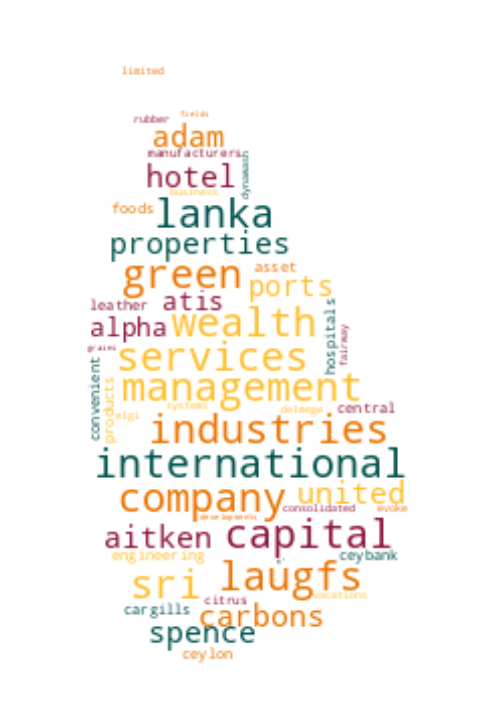 limited
rubber
fields
adam
manufacturers
dynawash
hotel
business
foods
lanka
properties
green
asset
ports
leather
atis
alpha
wealth
hospitals
fairway
grains
services
convenient
products
management
systems
delmege
central
elgi
industries
international
company
united
consolidated
evoke
developments
aitken
capital
engineering
ceybank
sri
laugfs
vacations
citrus
cargills
carbons
spence
ceylon